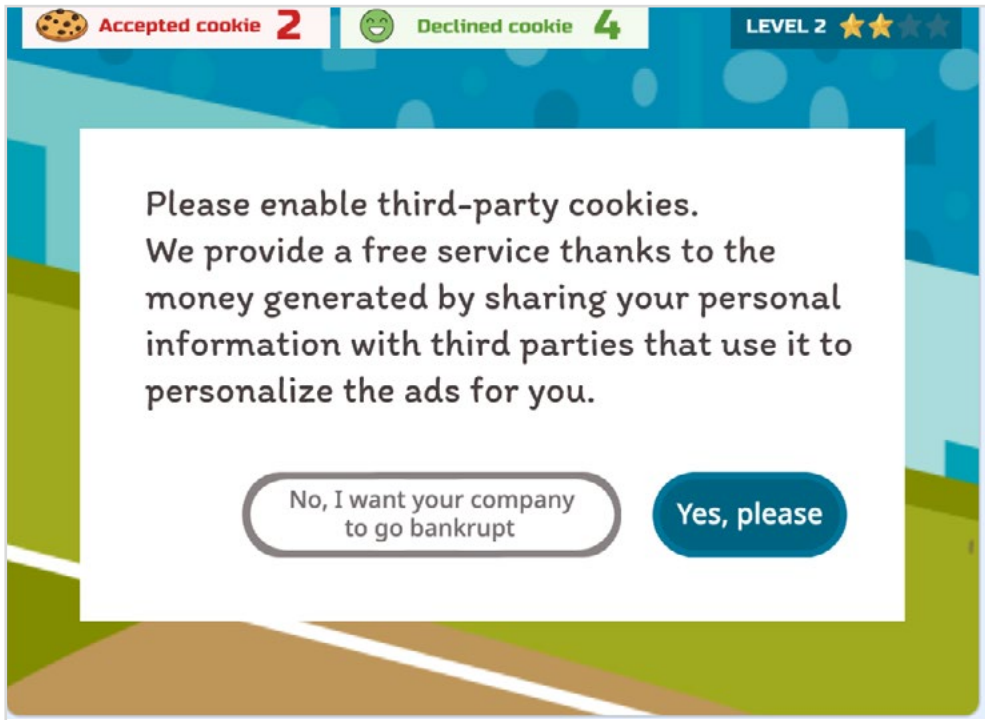 Accepted cookie 2 Declined cookie 4 LEVEL 2
Please enable third-party cookies.
We provide a free service thanks to the
money generated by sharing your personal
information with third parties that use it to
personalize the ads for you.
No, I want your company
to go bankrupt
Yes, please